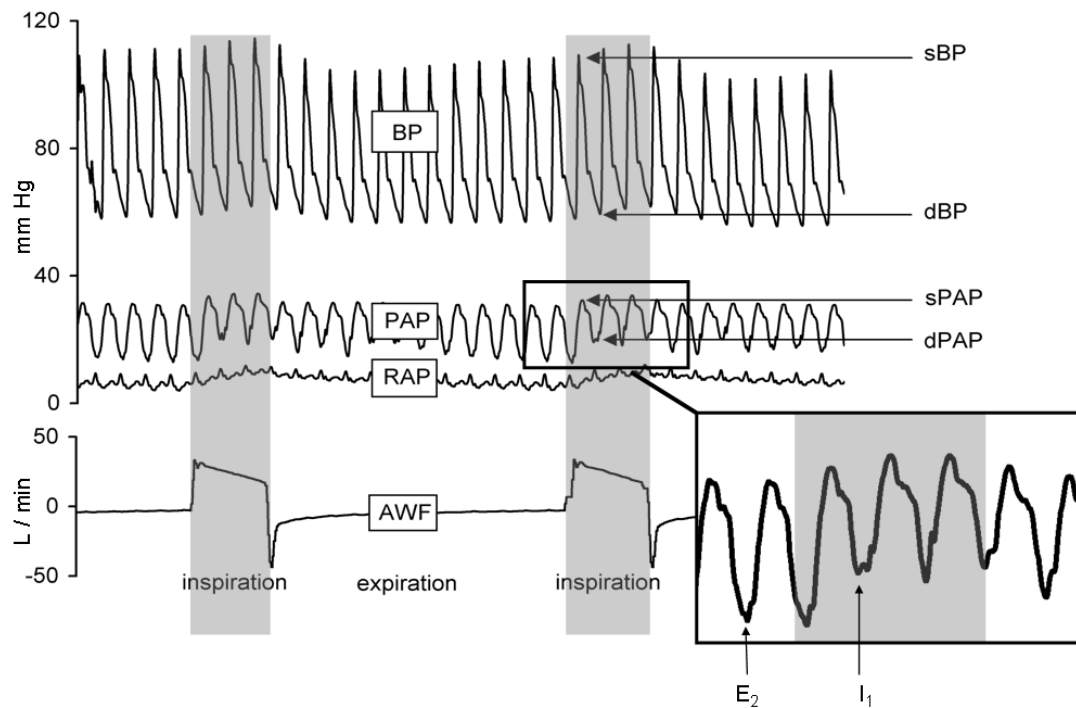 120
sBP
BP
80
mm Hg
dBP
40
sPAP
PAP
dPAP
RAP
0
50
L / min
0
AWF
-50
inspiration
expiration
inspiration
E₂
I₁